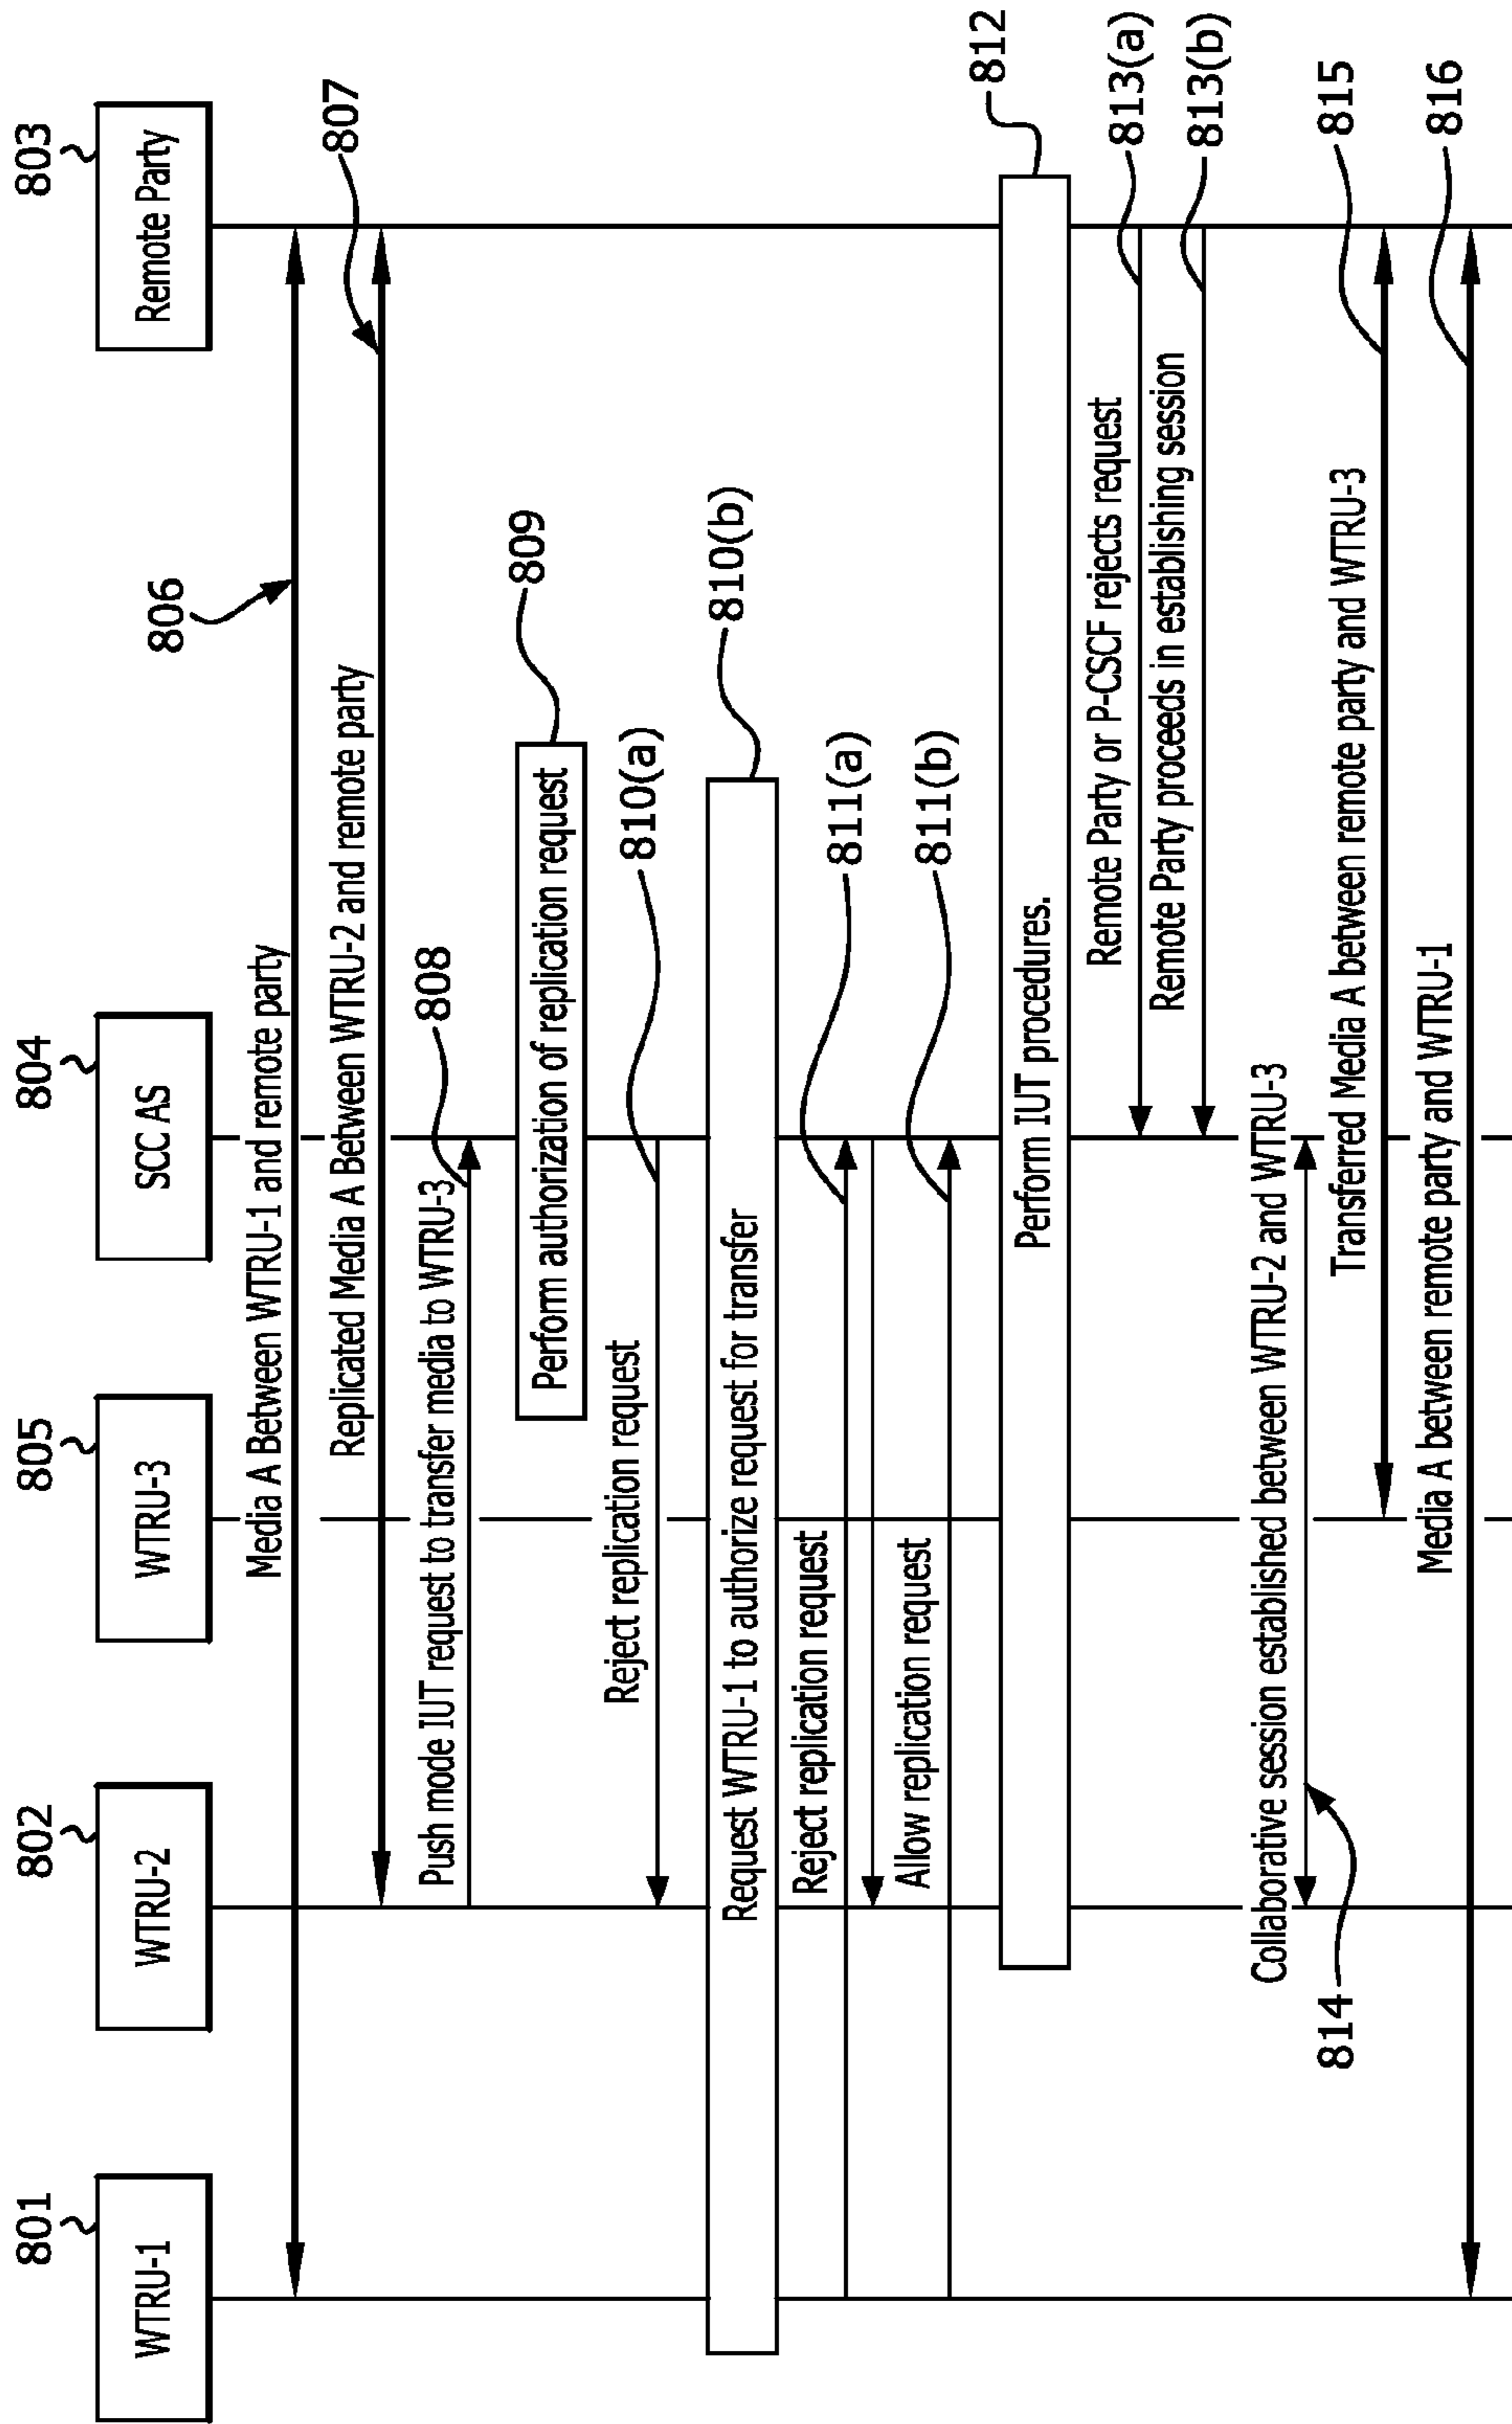 801
802
805
804
803
WTRU-1
WTRU-2
WTRU-3
SCC AS
Remote Party
806
Media A Between WTRU-1 and remote party
807
Replicated Media A Between WTRU-2 and remote party
808
Push mode IUT request to transfer media to WTRU-3
809
Perform authorization of replication request
810(a)
Reject replication request
810(b)
Request WTRU-1 to authorize request for transfer
811(a)
Reject replication request
811(b)
Allow replication request
812
Perform IUT procedures.
813(a)
Remote Party or P-CSCF rejects request
813(b)
Remote Party proceeds in establishing session
Collaborative session established between WTRU-2 and WTRU-3
814
815
Transferred Media A between remote party and WTRU-3
816
Media A between remote party and WTRU-1